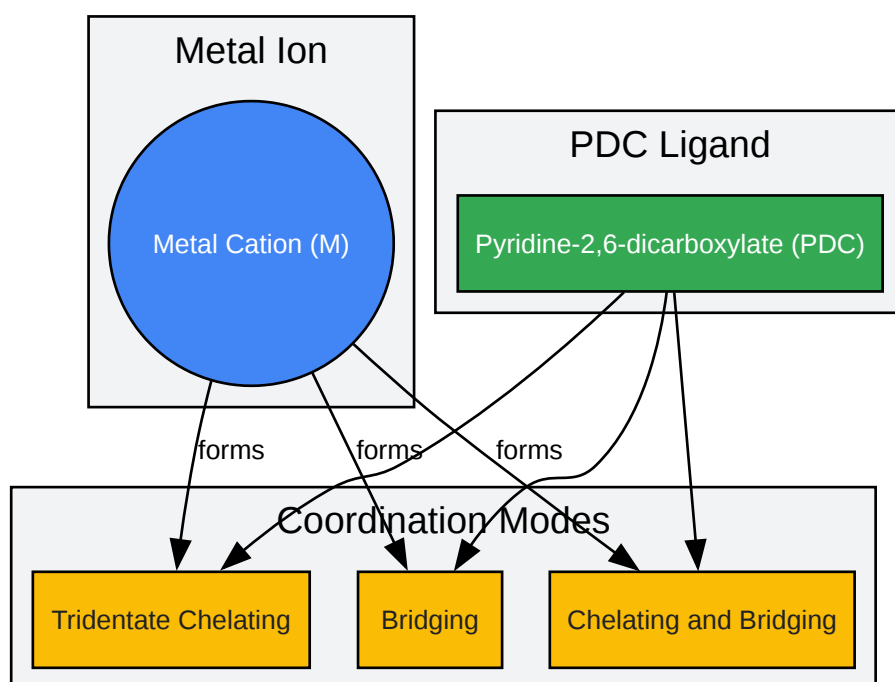 Metal Ion
PDC Ligand
Metal Cation (M)
Pyridine-2,6-dicarboxylate (PDC)
forms
forms
forms
Coordination Modes
Tridentate Chelating
Bridging
Chelating and Bridging